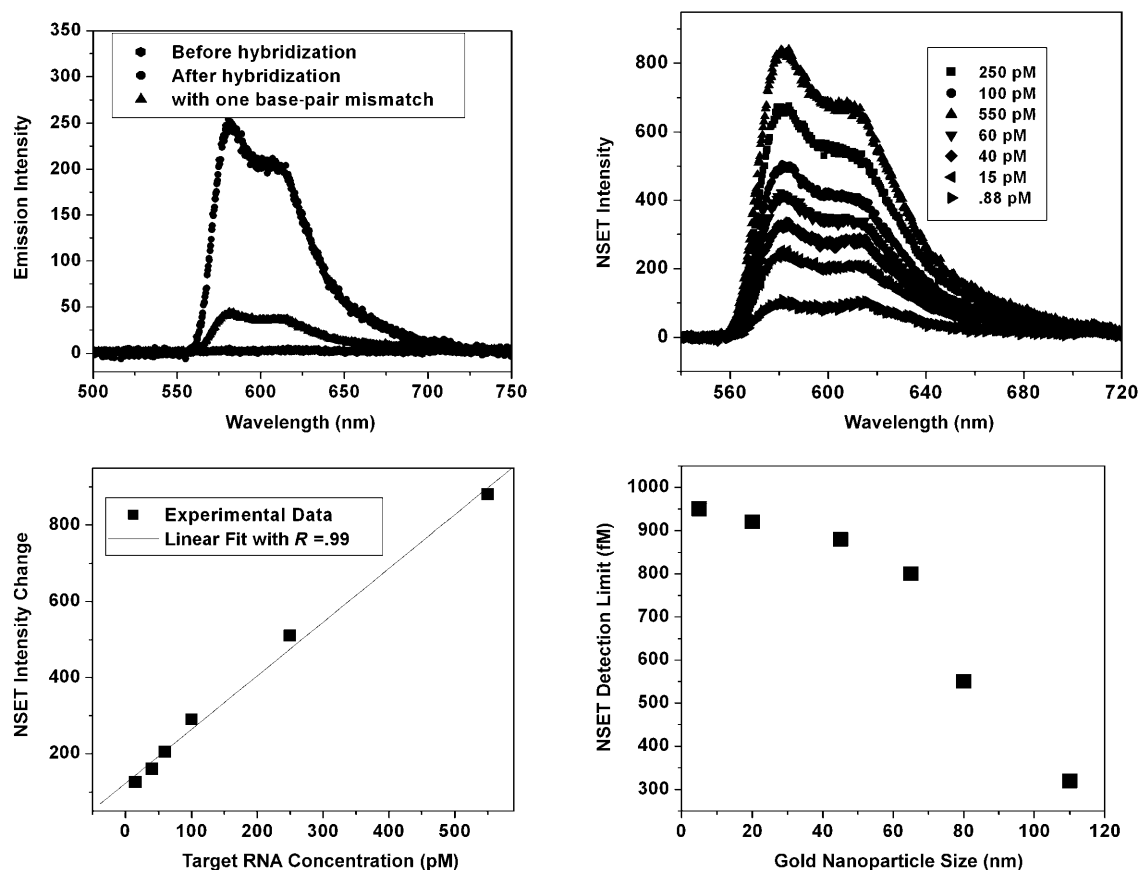 350
300
250
200
150
100
50
0
Emission Intensity
Before hybridization
After hybridization
with one base-pair mismatch
500 550 600 650 700 750
Wavelength (nm)
800
600
400
200
0
NSET Intensity
250 pM
100 pM
550 pM
60 pM
40 pM
15 pM
.88 pM
560 600 640 680 720
Wavelength (nm)
800
600
400
200
NSET Intensity Change
Experimental Data
Linear Fit with R =.99
0 100 200 300 400 500
Target RNA Concentration (pM)
1000
900
800
700
600
500
400
300
NSET Detection Limit (fM)
0 20 40 60 80 100 120
Gold Nanoparticle Size (nm)